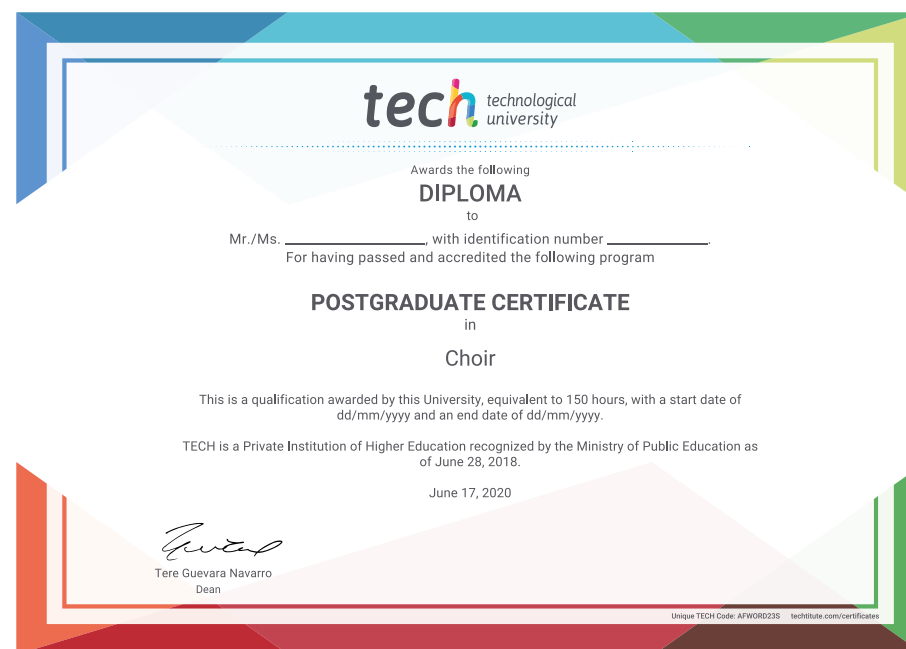 tech technological
university
Awards the following
DIPLOMA
to
Mr./Ms. ____________________, with identification number ______________.
For having passed and accredited the following program
POSTGRADUATE CERTIFICATE
in
Choir
This is a qualification awarded by this University, equivalent to 150 hours, with a start date of
dd/mm/yyyy and an end date of dd/mm/yyyy.
TECH is a Private Institution of Higher Education recognized by the Ministry of Public Education as
of June 28, 2018.
June 17, 2020
Tere Guevara Navarro
Dean
Unique TECH Code: AFWORD23S techtitute.com/certificates